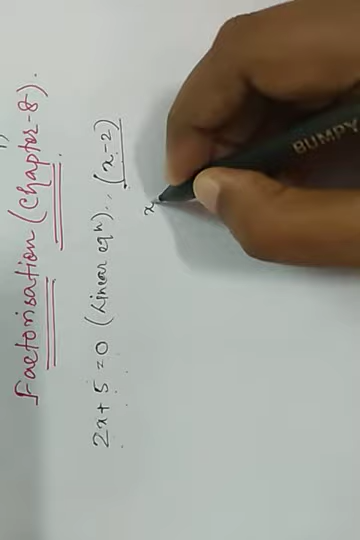 Factorisation (Chapter-8).
2x+5=0 (Linear eqn)., (x-2)
x
BUMPY